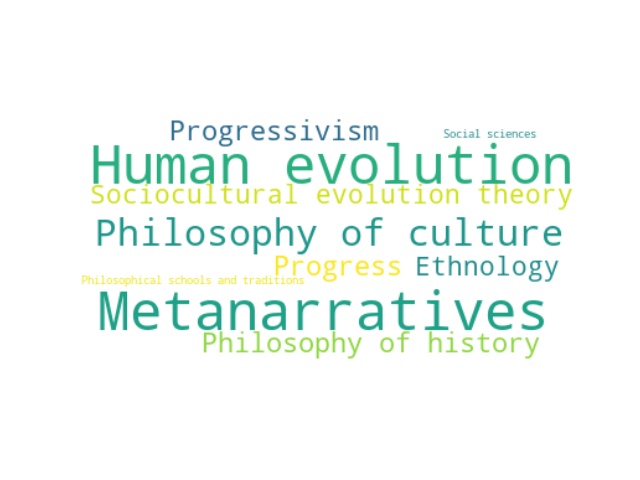 Progressivism
Social sciences
Human evolution
Sociocultural evolution theory
Philosophy of culture
Progress
Ethnology
Philosophical schools and traditions
Metanarratives
Philosophy of history